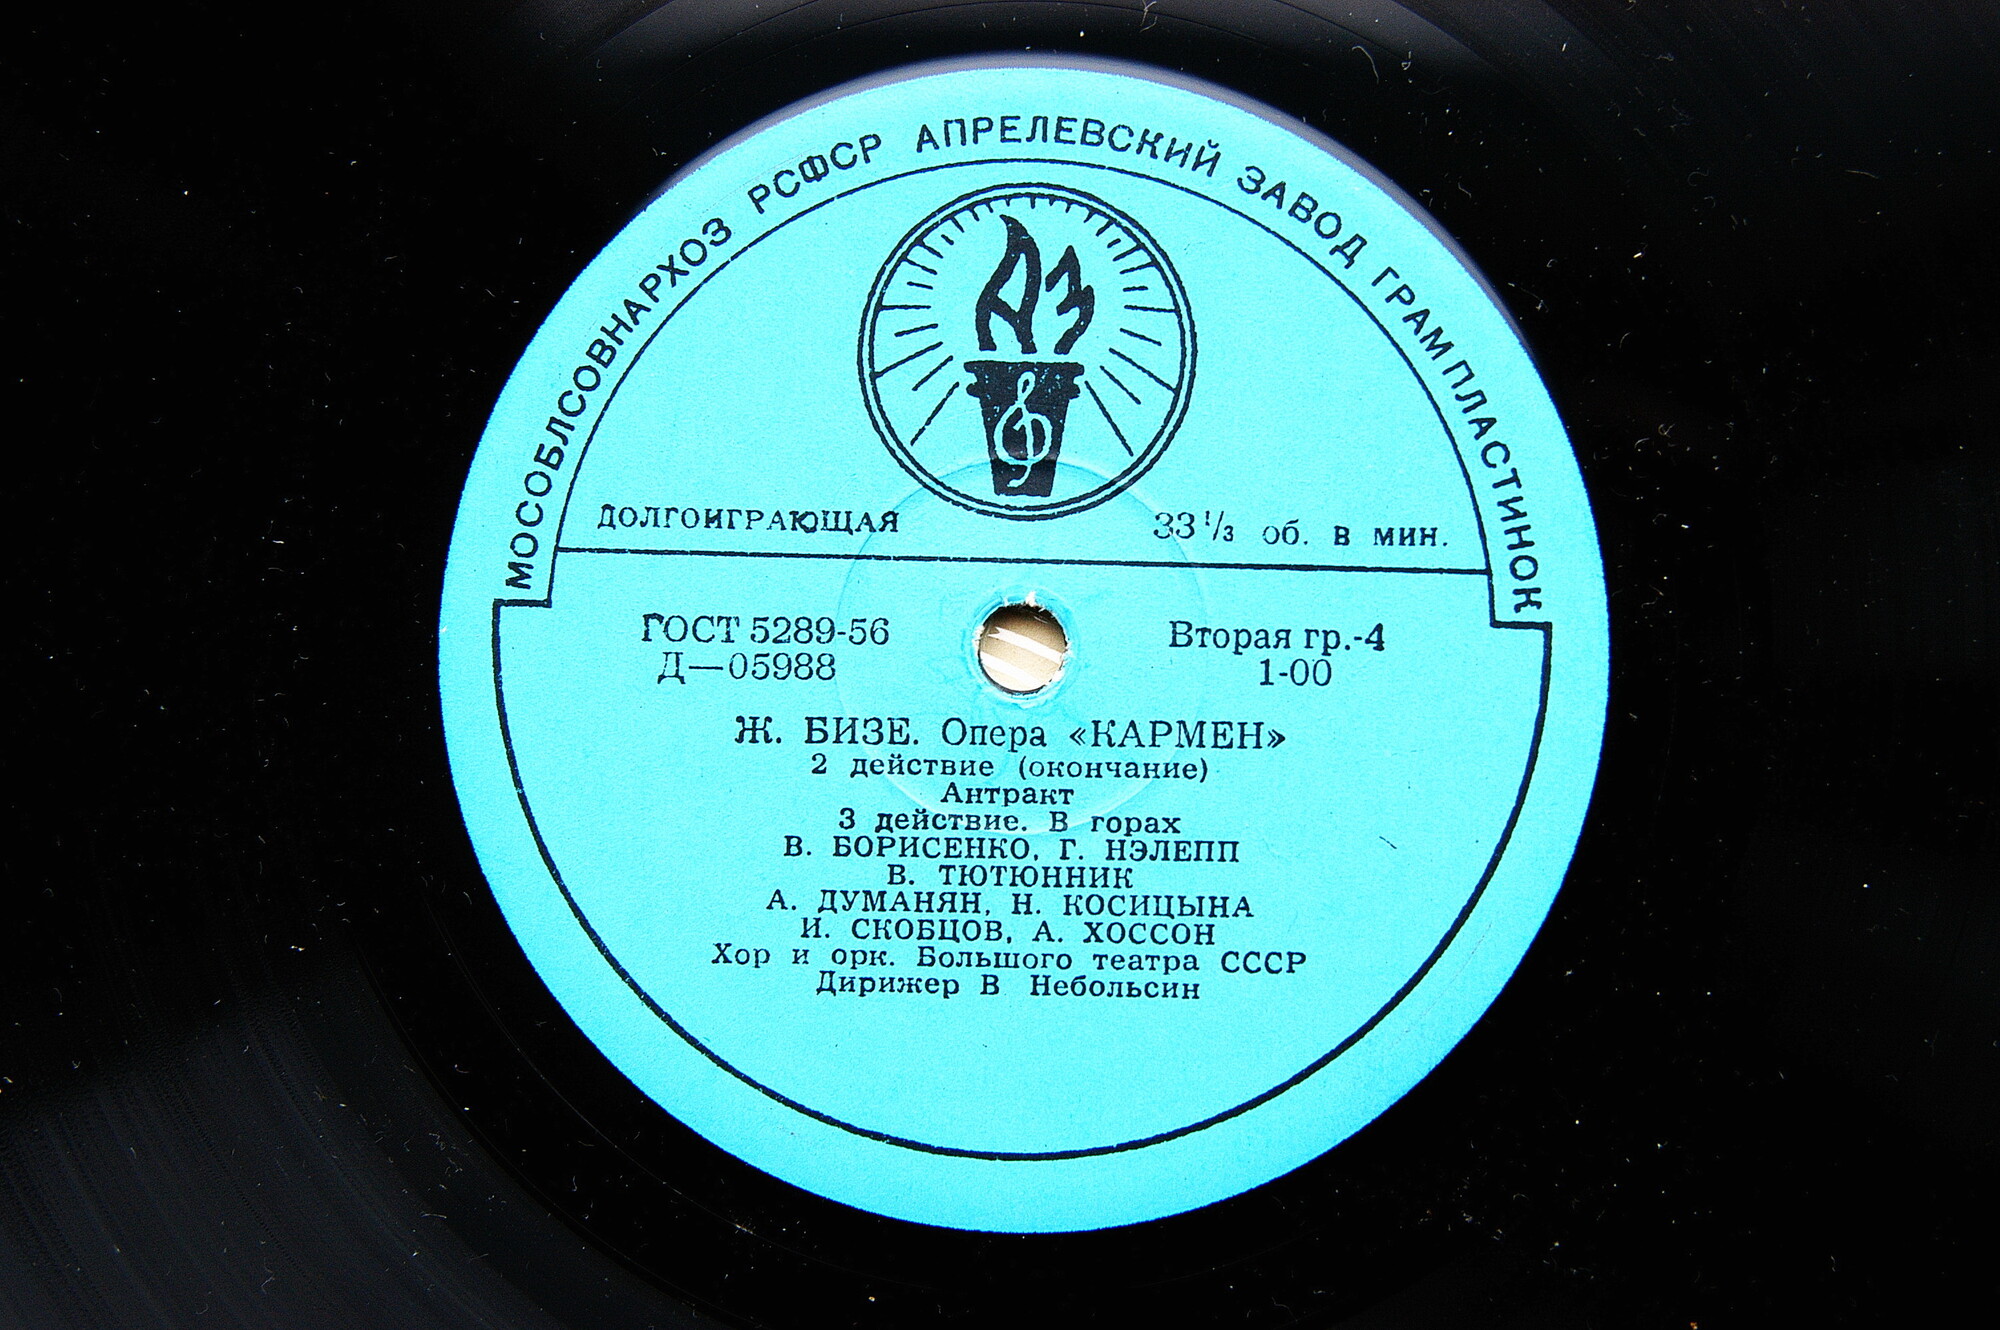 МОСОБЛСОВНАРХОЗ РСФСР АПРЕЛЕВСКИЙ ЗАВОД ГРАМПЛАСТИНОК
АЗ
ДОЛГОИГРАЮЩАЯ 33 1/3 об. в мин.
ГОСТ 5289-56 Вторая гр.-4
Д—05988 1-00
Ж. БИЗЕ. Опера «КАРМЕН»
2 действие (окончание)
Антракт
3 действие. В горах
В. БОРИСЕНКО, Г. НЭЛЕПП
В. ТЮТЮННИК
А. ДУМАНЯН, Н. КОСИЦЫНА
И. СКОБЦОВ, А. ХОССОН
Хор и орк. Большого театра СССР
Дирижер В Небольсин